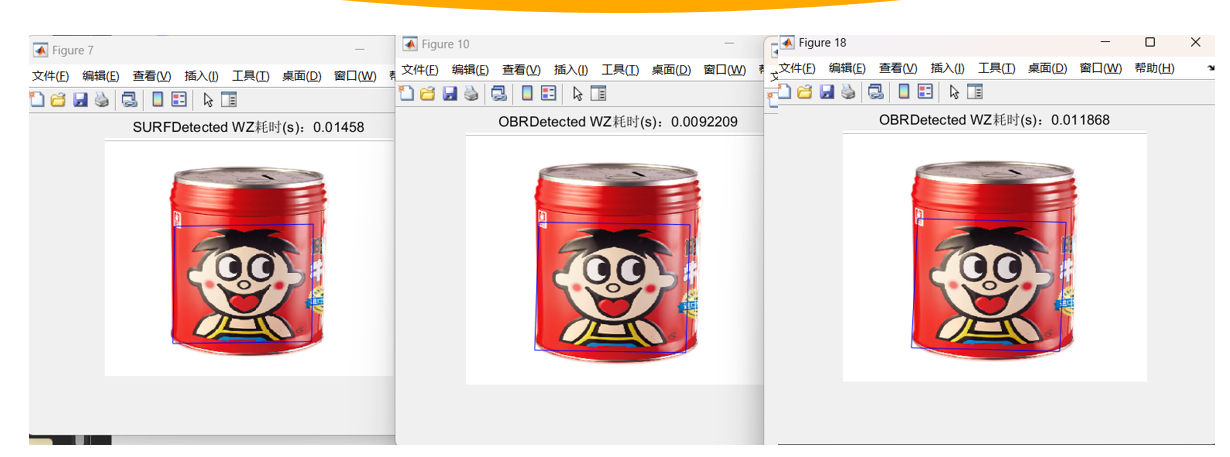 Figure 7
文件(F) 编辑(E) 查看(V) 插入(I) 工具(T) 桌面(D) 窗口(W)
SURFDetected WZ耗时(s)：0.01458
Figure 10
文件(F) 编辑(E) 查看(V) 插入(I) 工具(T) 桌面(D) 窗口(W)
OBRDetected WZ耗时(s)：0.0092209
Figure 18
文件(F) 编辑(E) 查看(V) 插入(I) 工具(T) 桌面(D) 窗口(W) 帮助(H)
OBRDetected WZ耗时(s)：0.011868